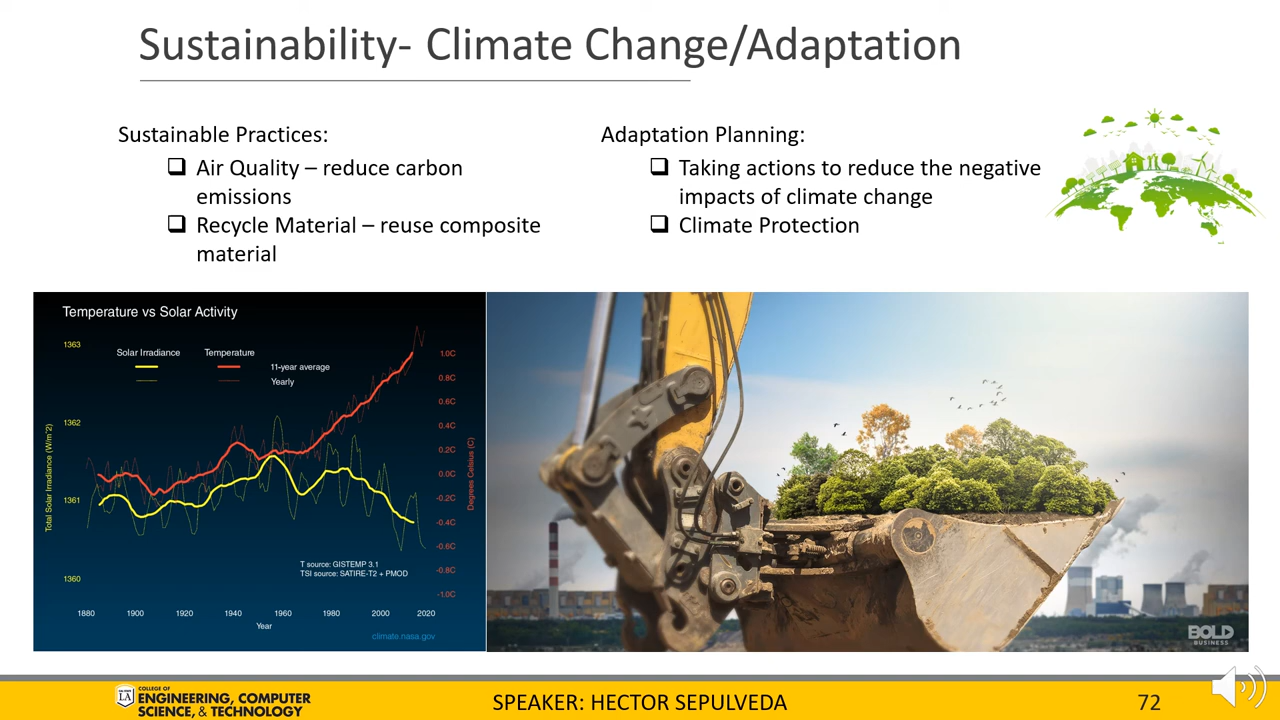 Sustainability- Climate Change/Adaptation
Sustainable Practices:
Air Quality – reduce carbon
emissions
Recycle Material – reuse composite
material
Adaptation Planning:
Taking actions to reduce the negative
impacts of climate change
Climate Protection
Temperature vs Solar Activity
Solar Irradiance
Temperature
11-year average
Yearly
1363
1362
1361
1360
Total Solar Irradiance (W/m^2)
1.0C
0.8C
0.6C
0.4C
0.2C
0.0C
-0.2C
-0.4C
-0.6C
-0.8C
-1.0C
Degrees Celsius (C)
T source: GISTEMP 3.1
TSI source: SATIRE-T2 + PMOD
1880 1900 1920 1940 1960 1980 2000 2020
Year
climate.nasa.gov
BOLD
BUSINESS
LA
COLLEGE OF
ENGINEERING, COMPUTER
SCIENCE, & TECHNOLOGY
SPEAKER: HECTOR SEPULVEDA
72